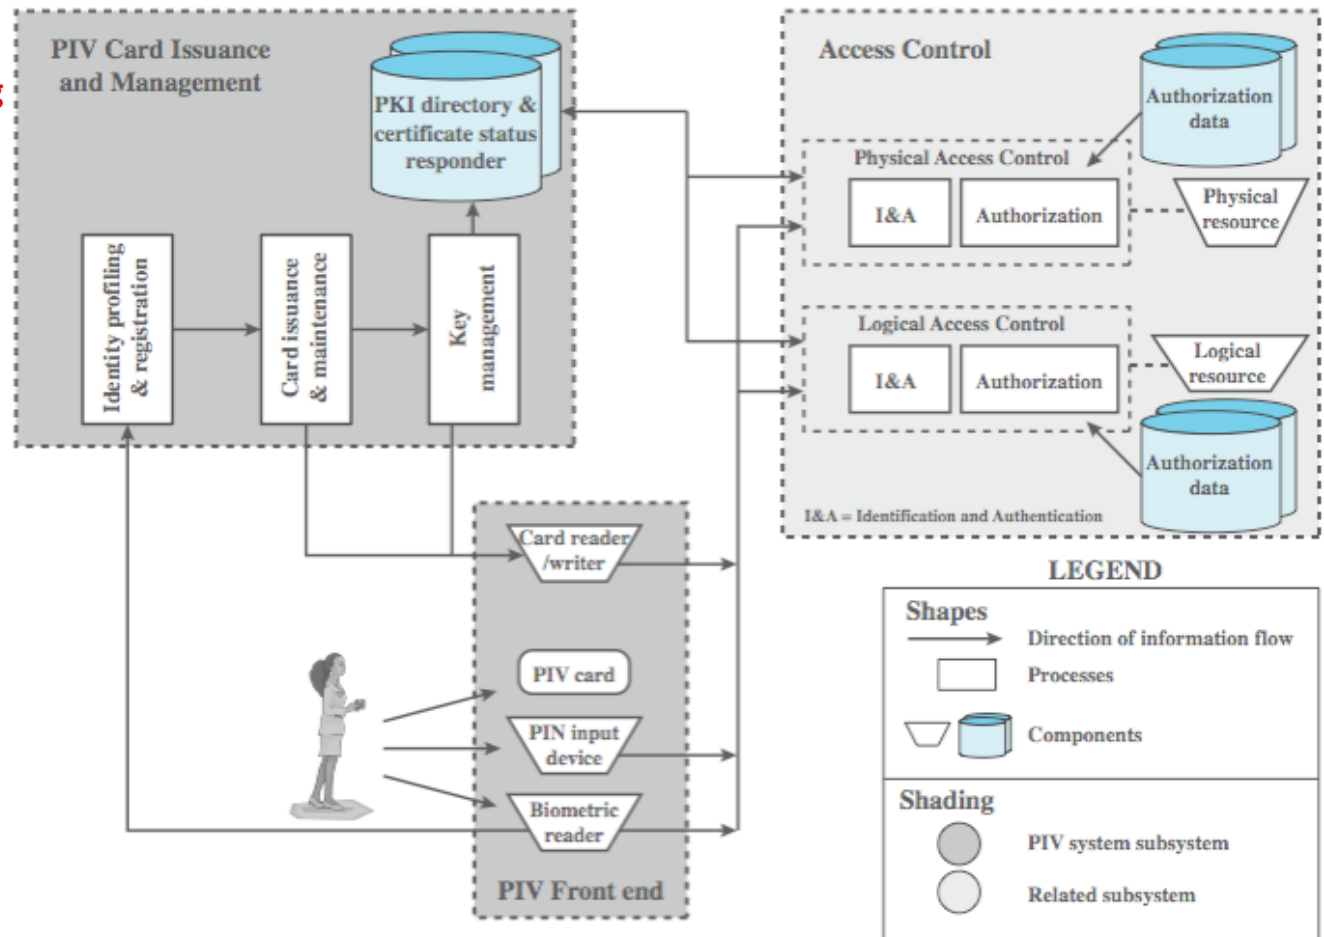 PIV Card Issuance
and Management
PKI directory &
certificate status
responder
Identity profiling
& registration
Card issuance
& maintenance
Key
management
Access Control
Authorization
data
Physical Access Control
I&A
Authorization
Physical
resource
Logical Access Control
I&A
Authorization
Logical
resource
Authorization
data
I&A = Identification and Authentication
Card reader
/writer
PIV card
PIN input
device
Biometric
reader
PIV Front end
LEGEND
Shapes
Direction of information flow
Processes
Components
Shading
PIV system subsystem
Related subsystem